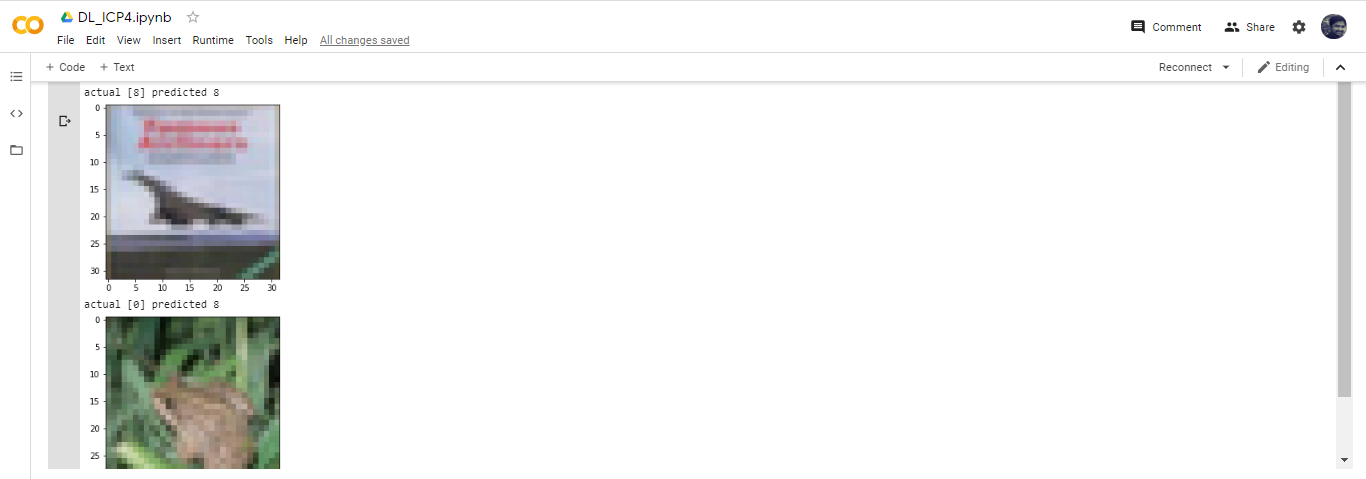 DL_ICP4.ipynb
File Edit View Insert Runtime Tools Help All changes saved
Comment Share
+ Code + Text
Reconnect Editing
actual [8] predicted 8
0
5
10
15
20
25
30
0 5 10 15 20 25 30
actual [0] predicted 8
0
5
10
15
20
25